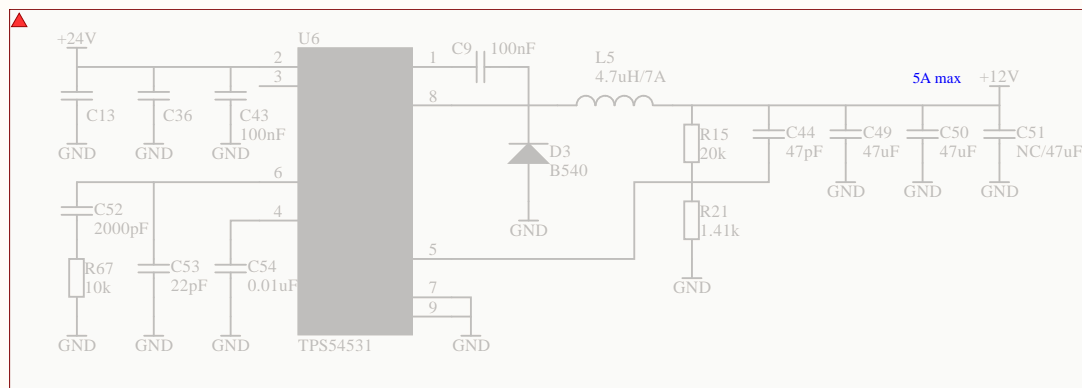 +24V
U6
2
3
1
C9
100nF
L5
4.7uH/7A
5A max
+12V
8
C13
C36
C43
100nF
GND
GND
GND
D3
B540
R15
20k
C44
47pF
C49
47uF
C50
47uF
C51
NC/47uF
GND
GND
GND
6
C52
2000pF
4
GND
R21
1.41k
5
R67
10k
C53
22pF
C54
0.01uF
7
9
GND
GND
GND
GND
TPS54531
GND